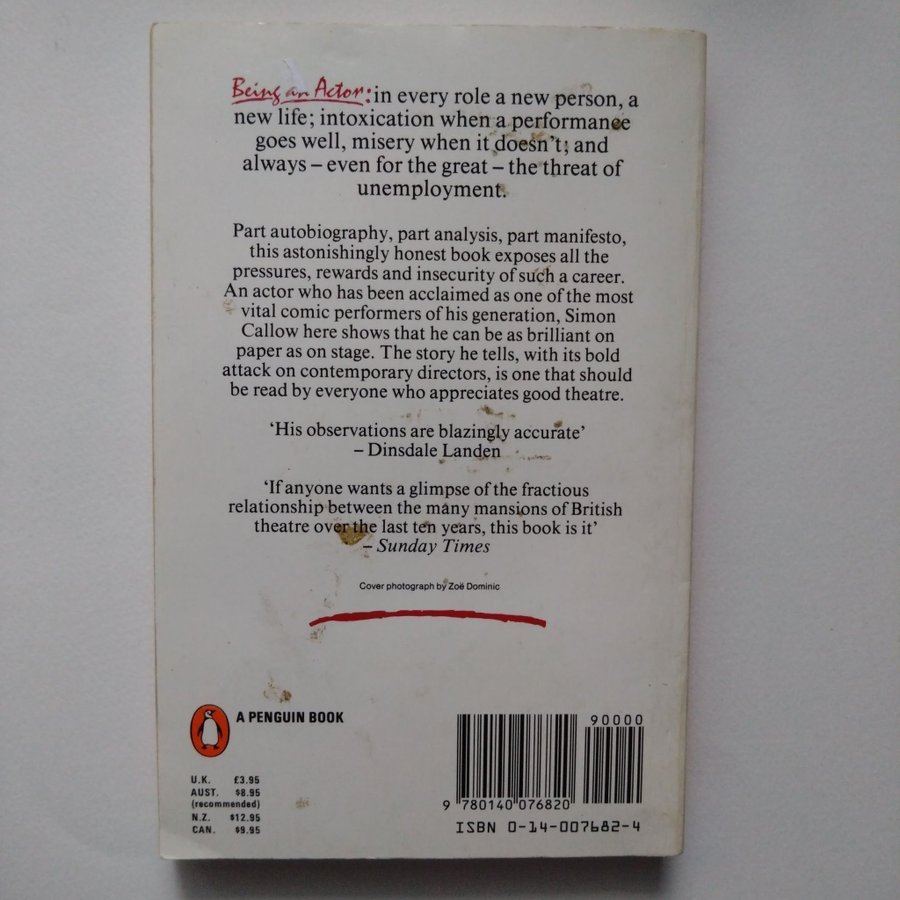 Being an Actor: in every role a new person, a
new life; intoxication when a performance
goes well, misery when it doesn't; and
always – even for the great – the threat of
unemployment.
Part autobiography, part analysis, part manifesto,
this astonishingly honest book exposes all the
pressures, rewards and insecurity of such a career.
An actor who has been acclaimed as one of the most
vital comic performers of his generation, Simon
Callow here shows that he can be as brilliant on
paper as on stage. The story he tells, with its bold
attack on contemporary directors, is one that should
be read by everyone who appreciates good theatre.
‘His observations are blazingly accurate’
– Dinsdale Landen
‘If anyone wants a glimpse of the fractious
relationship between the many mansions of British
theatre over the last ten years, this book is it’
– Sunday Times
Cover photograph by Zoë Dominic
A PENGUIN BOOK
U.K. £3.95
AUST. $8.95
(recommended)
N.Z. $12.95
CAN. $9.95
90000
9 780140 076820
ISBN 0-14-007682-4